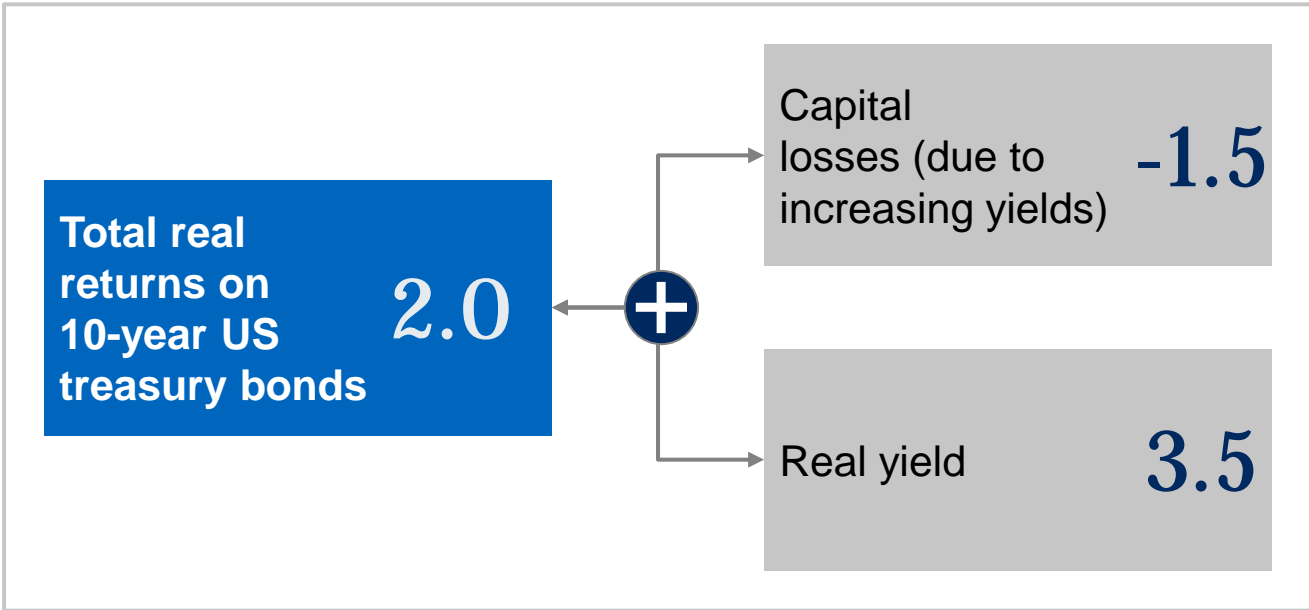 Total real
returns on
10-year US
treasury bonds
2.0
+
Capital
losses (due to
increasing yields)
-1.5
Real yield
3.5